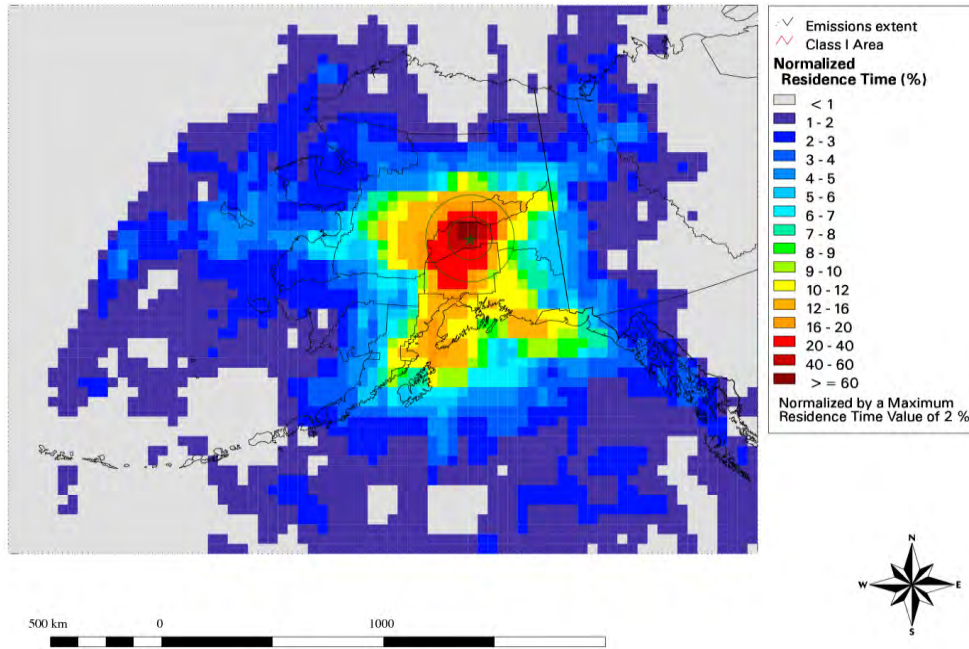 Emissions extent
Class I Area
Normalized
Residence Time (%)
< 1
1 - 2
2 - 3
3 - 4
4 - 5
5 - 6
6 - 7
7 - 8
8 - 9
9 - 10
10 - 12
12 - 16
16 - 20
20 - 40
40 - 60
> = 60
Normalized by a Maximum
Residence Time Value of 2 %
N
W E
S
500 km 0 1000